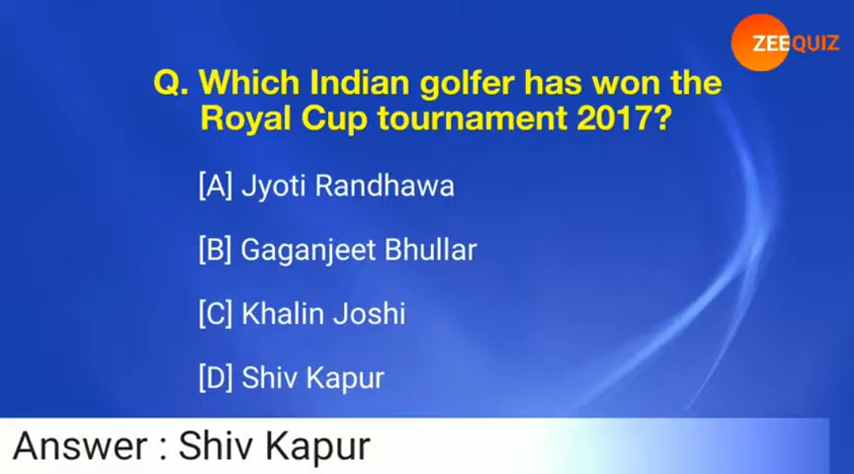 ZEEQUIZ
Q. Which Indian golfer has won the
Royal Cup tournament 2017?
[A] Jyoti Randhawa
[B] Gaganjeet Bhullar
[C] Khalin Joshi
[D] Shiv Kapur
Answer : Shiv Kapur